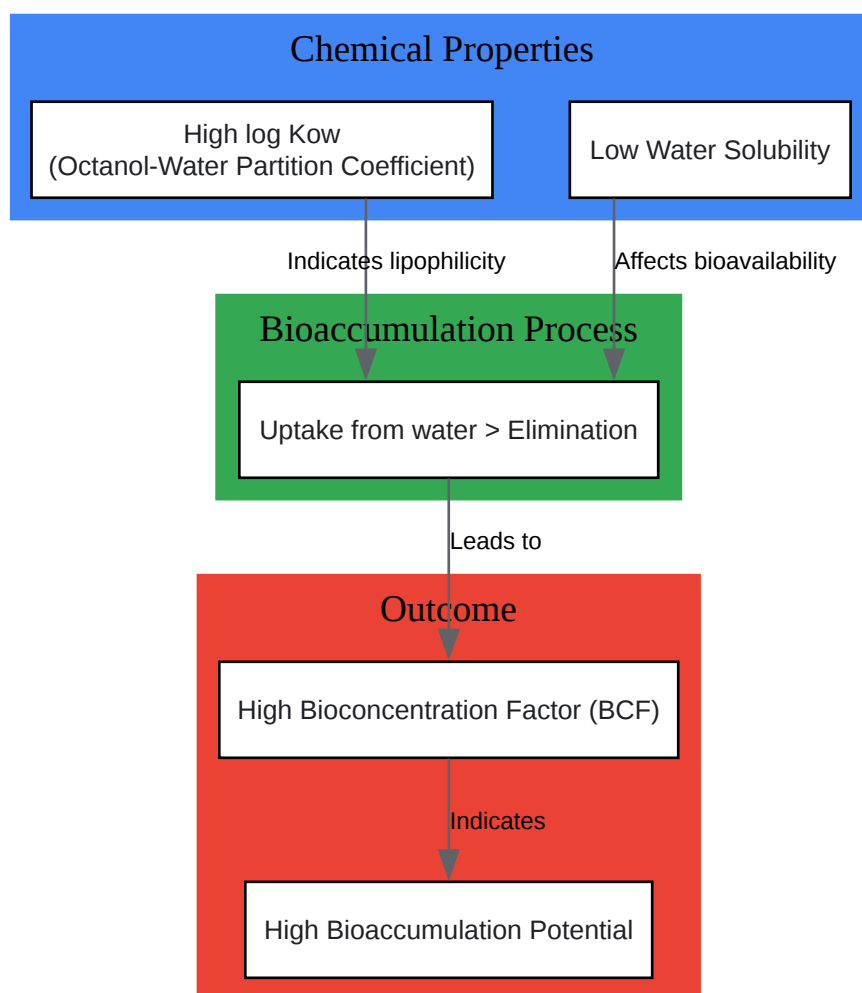 Chemical Properties
High log Kow
(Octanol-Water Partition Coefficient)
Low Water Solubility
Indicates lipophilicity
Affects bioavailability
Bioaccumulation Process
Uptake from water > Elimination
Leads to
Outcome
High Bioconcentration Factor (BCF)
Indicates
High Bioaccumulation Potential